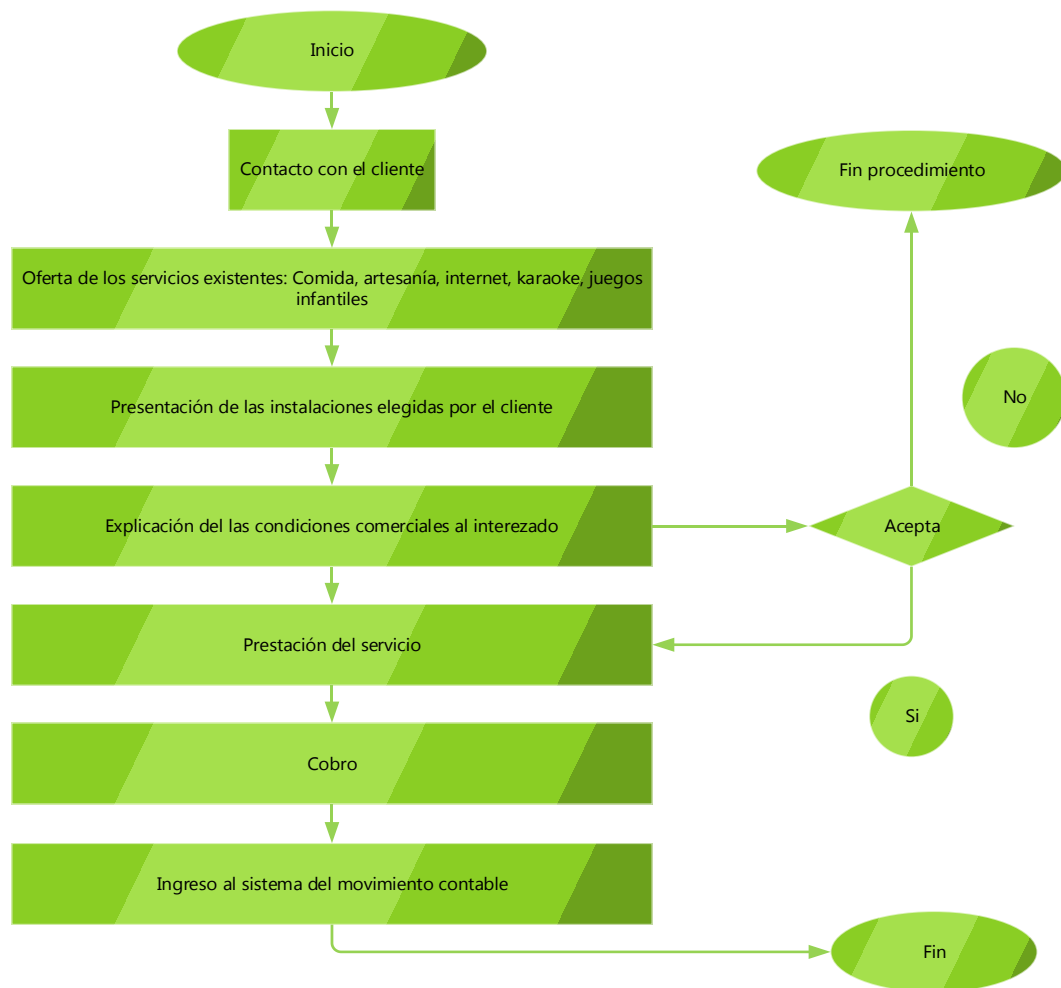 Inicio
Contacto con el cliente
Fin procedimiento
Oferta de los servicios existentes: Comida, artesanía, internet, karaoke, juegos
infantiles
Presentación de las instalaciones elegidas por el cliente
No
Explicación del las condiciones comerciales al interezado
Acepta
Prestación del servicio
Si
Cobro
Ingreso al sistema del movimiento contable
Fin